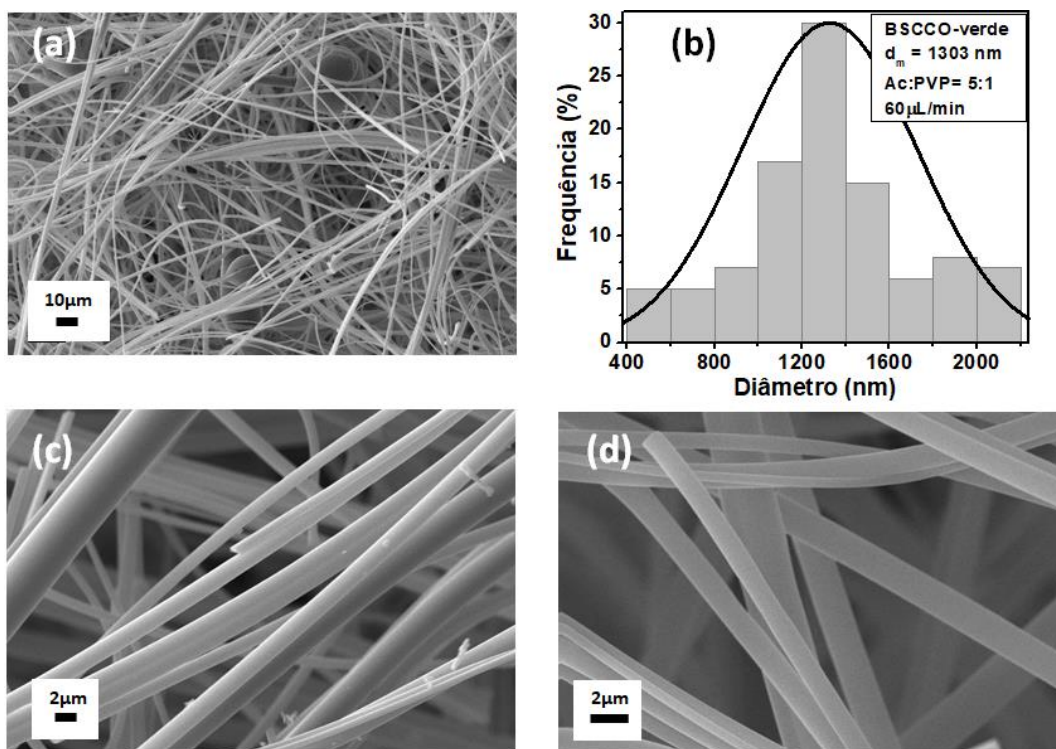 (a)
10µm
(b)
Frequência (%)
30
25
20
15
10
5
0
BSCCO-verde
dm = 1303 nm
Ac:PVP= 5:1
60µL/min
400 800 1200 1600 2000
Diâmetro (nm)
(c)
2µm
(d)
2µm